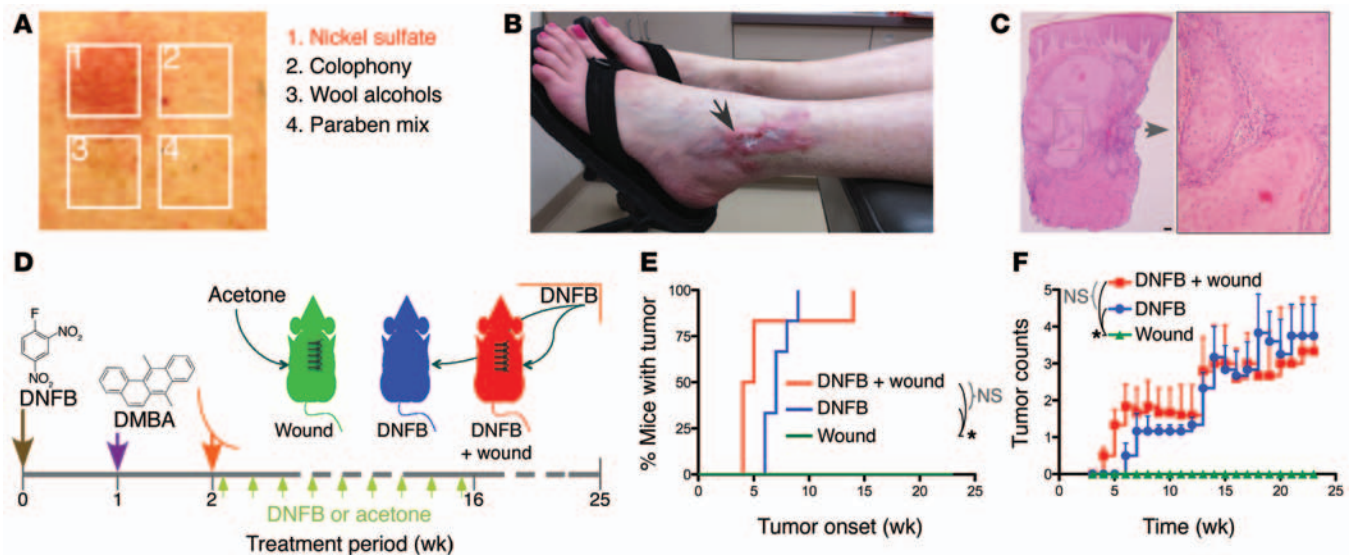 A
1
2
3
4
1. Nickel sulfate
2. Colophony
3. Wool alcohols
4. Paraben mix
B
C
D
F
NO₂
NO₂
DNFB
DMBA
Acetone
DNFB
Wound
DNFB
DNFB
+ wound
0
1
2
16
25
DNFB or acetone
Treatment period (wk)
E
% Mice with tumor
100
75
50
25
0
DNFB + wound
DNFB
Wound
NS
*
0
5
10
15
20
25
Tumor onset (wk)
F
Tumor counts
5
4
3
2
1
0
NS
*
DNFB + wound
DNFB
Wound
0
5
10
15
20
25
Time (wk)